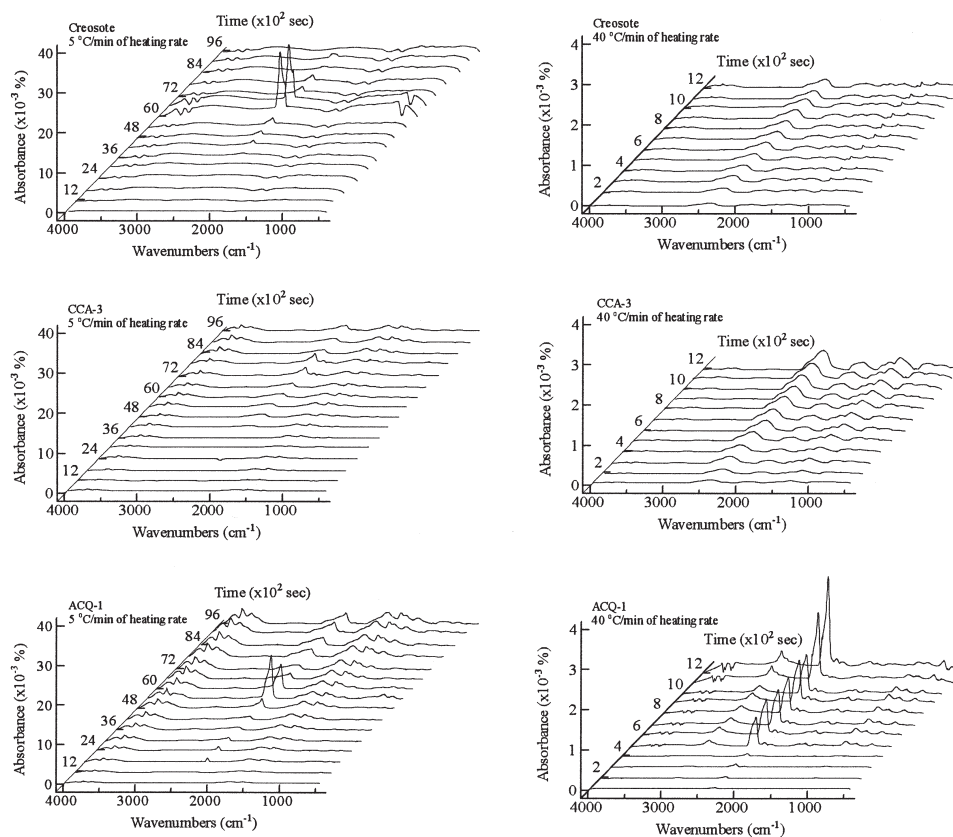 Creosote
5 °C/min of heating rate
Time (x10² sec)
96
84
72
60
48
36
24
12
40
30
20
10
0
Absorbance (x10⁻³ %)
4000 3000 2000 1000
Wavenumbers (cm⁻¹)
Creosote
40 °C/min of heating rate
Time (x10² sec)
12
10
8
6
4
2
4
3
2
1
0
Absorbance (x10⁻³ %)
4000 3000 2000 1000
Wavenumbers (cm⁻¹)
CCA-3
5 °C/min of heating rate
Time (x10² sec)
96
84
72
60
48
36
24
12
40
30
20
10
0
Absorbance (x10⁻³ %)
4000 3000 2000 1000
Wavenumbers (cm⁻¹)
CCA-3
40 °C/min of heating rate
Time (x10² sec)
12
10
8
6
4
2
4
3
2
1
0
Absorbance (x10⁻³ %)
4000 3000 2000 1000
Wavenumbers (cm⁻¹)
ACQ-1
5 °C/min of heating rate
Time (x10² sec)
96
84
72
60
48
36
24
12
40
30
20
10
0
Absorbance (x10⁻³ %)
4000 3000 2000 1000
Wavenumbers (cm⁻¹)
ACQ-1
40 °C/min of heating rate
Time (x10² sec)
12
10
8
6
4
2
4
3
2
1
0
Absorbance (x10⁻³ %)
4000 3000 2000 1000
Wavenumbers (cm⁻¹)